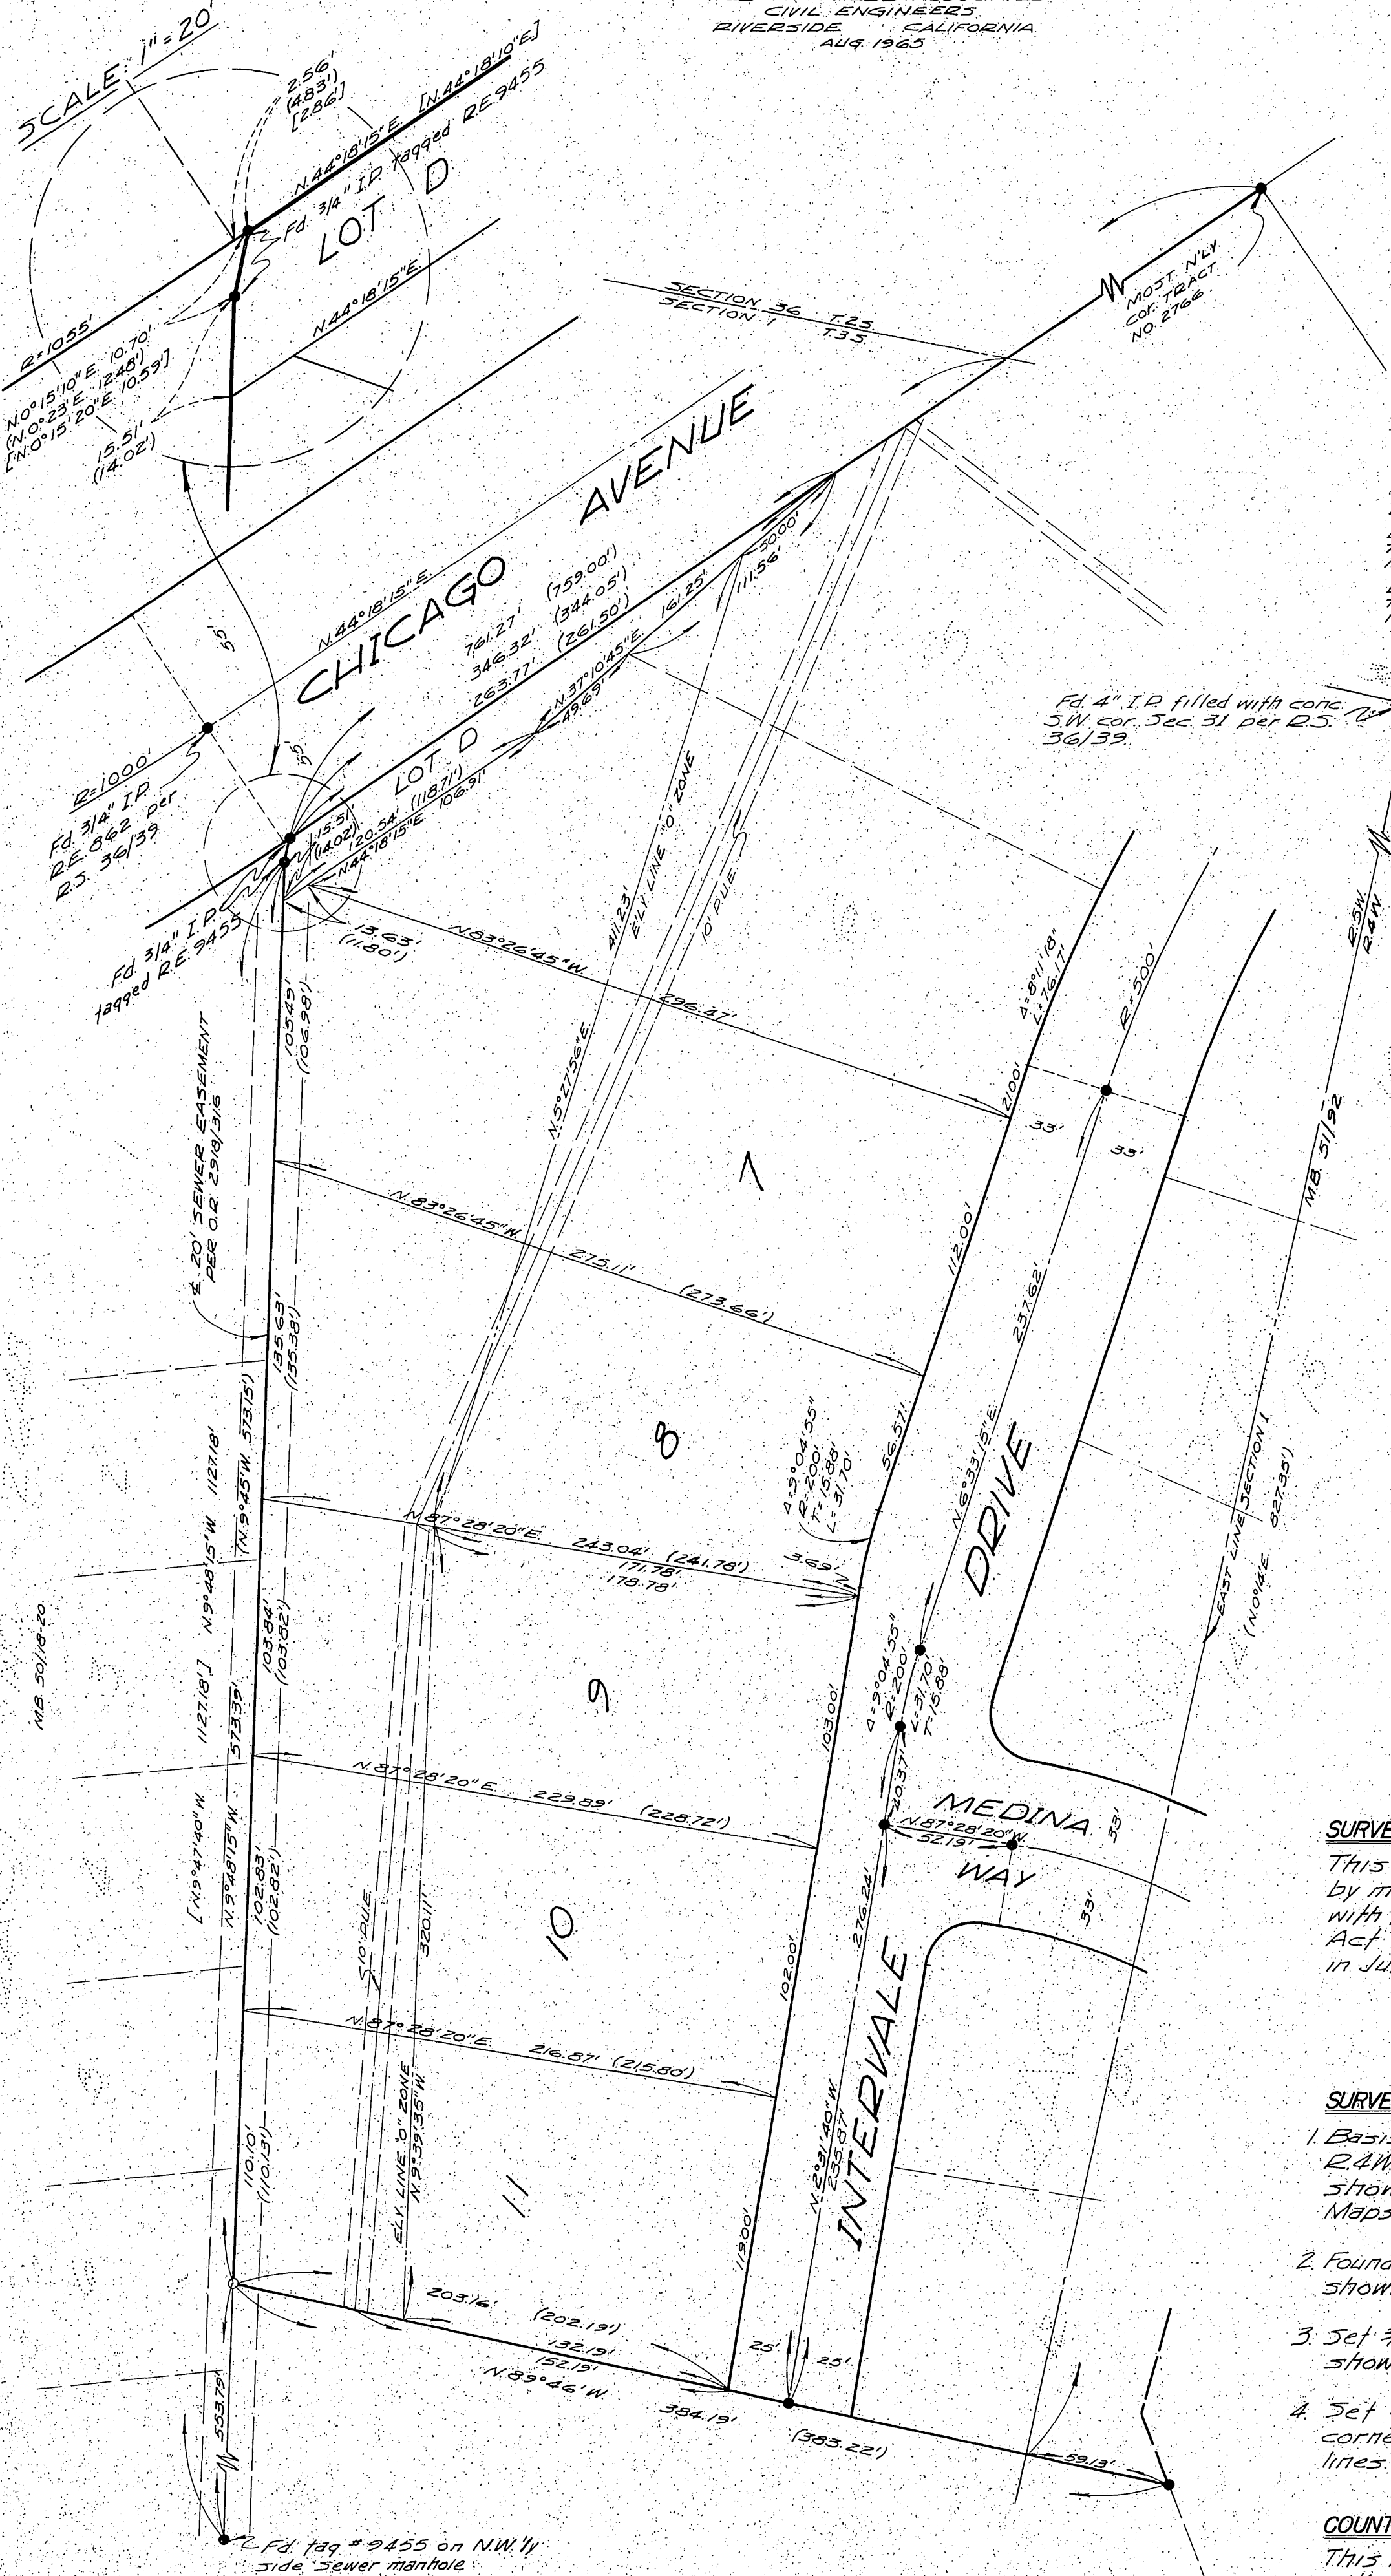 CIVIL ENGINEERS
RIVERSIDE CALIFORNIA
AUG. 1965
SCALE: 1"=20'
2.56'
(4.83')
[2.86']
N.44°18'15"E. [N.44°18'10"E.]
Fd. 3/4" I.P. tagged R.E. 9455
LOT D
N.44°18'15"E.
R=1055'
N.0°15'10"E. 10.70'
(N.0°23'E. 12.48')
[N.0°15'20"E. 10.59']
15.51'
(14.02')
SECTION 36 T.2S.
SECTION 1 T.3S.
MOST N'LY
COR. TRACT
NO. 2766
CHICAGO AVENUE
N.44°18'15"E.
55'
55'
761.27' (759.00')
346.32' (344.05')
263.77' (261.50')
161.25'
50.00'
111.56'
N.37°10'45"E.
49.69'
LOT D
R=1000'
Fd. 3/4" I.P.
R.E. 862 per
R.S. 36/39
15.51'
(14.02')
120.54' (118.71')
N.44°18'15"E. 106.91'
Fd. 3/4" I.P.
tagged R.E. 9455
13.63'
(11.80')
Fd. 4" I.P. filled with conc.
S.W. cor. Sec. 31 per R.S.
36/39
411.23'
ELY LINE "O" ZONE
10' P.U.E.
N.5°27'56"E.
N.83°26'45"W. 296.47'
Δ=8°11'18"
L=76.17'
R=500'
21.00'
33'
33'
R.5W.
R.4W.
M.B. 51/92
105.49'
(106.98')
℄ 20' SEWER EASEMENT
PER O.R. 2918/316
7
N.83°26'45"W. 275.11' (273.66')
112.00'
237.62'
135.63'
(135.38')
8
56.57'
Δ=9°04'55"
R=200'
T=15.88'
L=31.70'
N.6°33'15"E.
EAST LINE SECTION 1
(N.0°14'E. 827.35')
N.87°28'20"E. 243.04' (241.78')
171.78'
178.78'
3.69'
M.B. 50/18-20
N.9°48'15"W. 1127.18'
(N.9°45'W. 573.15')
[N.9°47'40"W. 1127.18']
N.9°48'15"W. 573.39'
103.84'
(103.82')
9
103.00'
Δ=9°04'55"
R=200'
L=31.70'
T=15.88'
40.37'
N.87°28'20"E. 229.89' (228.72')
MEDINA
N.87°28'20"W.
52.19'
WAY
33'
33'
102.83'
(102.82')
5' 10' P.U.E.
320.11'
10
102.00'
276.24'
INTERVALE DRIVE
N.87°28'20"E. 216.87' (215.80')
110.10'
(110.13')
ELY LINE "O" ZONE
N.9°39'35"W.
11
119.00'
N.2°31'40"W.
235.87'
203.16' (202.19')
132.19'
152.19'
N.89°46'W. 384.19' (383.22')
25'
25'
59.13'
553.79'
Fd. tag #9455 on N.W.'ly
side sewer manhole
SURVE
This
by m
with
Act
in Ju
SURVE
1. Basi
R.4W.
show
Maps
2. Foun
show
3. Set
show
4. Set
corne
lines.
COUNT
This